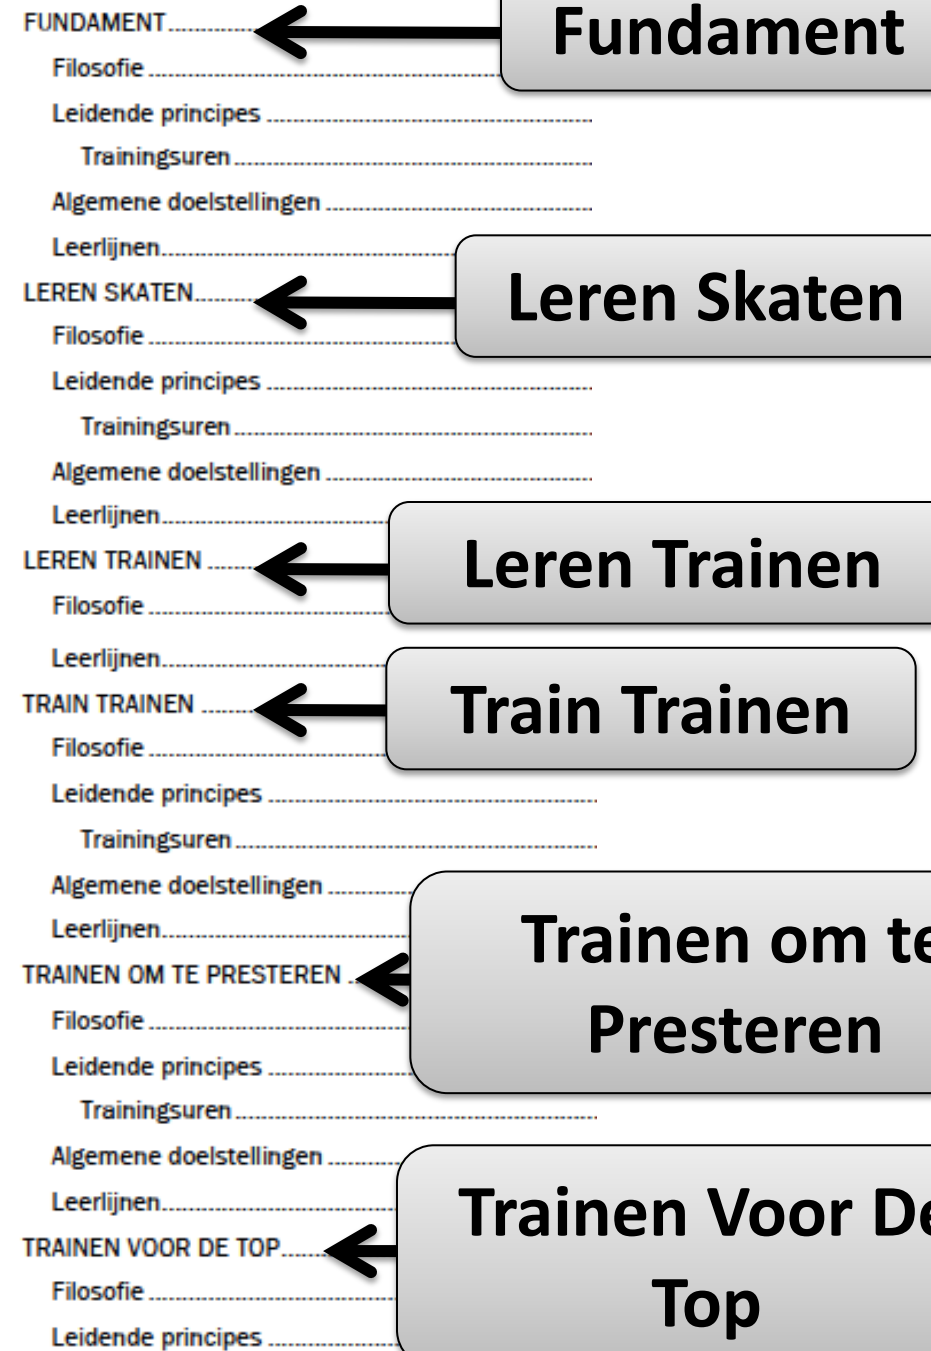 FUNDAMENT
Fundament
Filosofie
Leidende principes
Trainingsuren
Algemene doelstellingen
Leerlijnen
LEREN SKATEN
Leren Skaten
Filosofie
Leidende principes
Trainingsuren
Algemene doelstellingen
Leerlijnen
LEREN TRAINEN
Leren Trainen
Filosofie
Leerlijnen
TRAIN TRAINEN
Train Trainen
Filosofie
Leidende principes
Trainingsuren
Algemene doelstellingen
Leerlijnen
TRAINEN OM TE PRESTEREN
Trainen om te
Presteren
Filosofie
Leidende principes
Trainingsuren
Algemene doelstellingen
Leerlijnen
TRAINEN VOOR DE TOP
Trainen Voor De
Top
Filosofie
Leidende principes